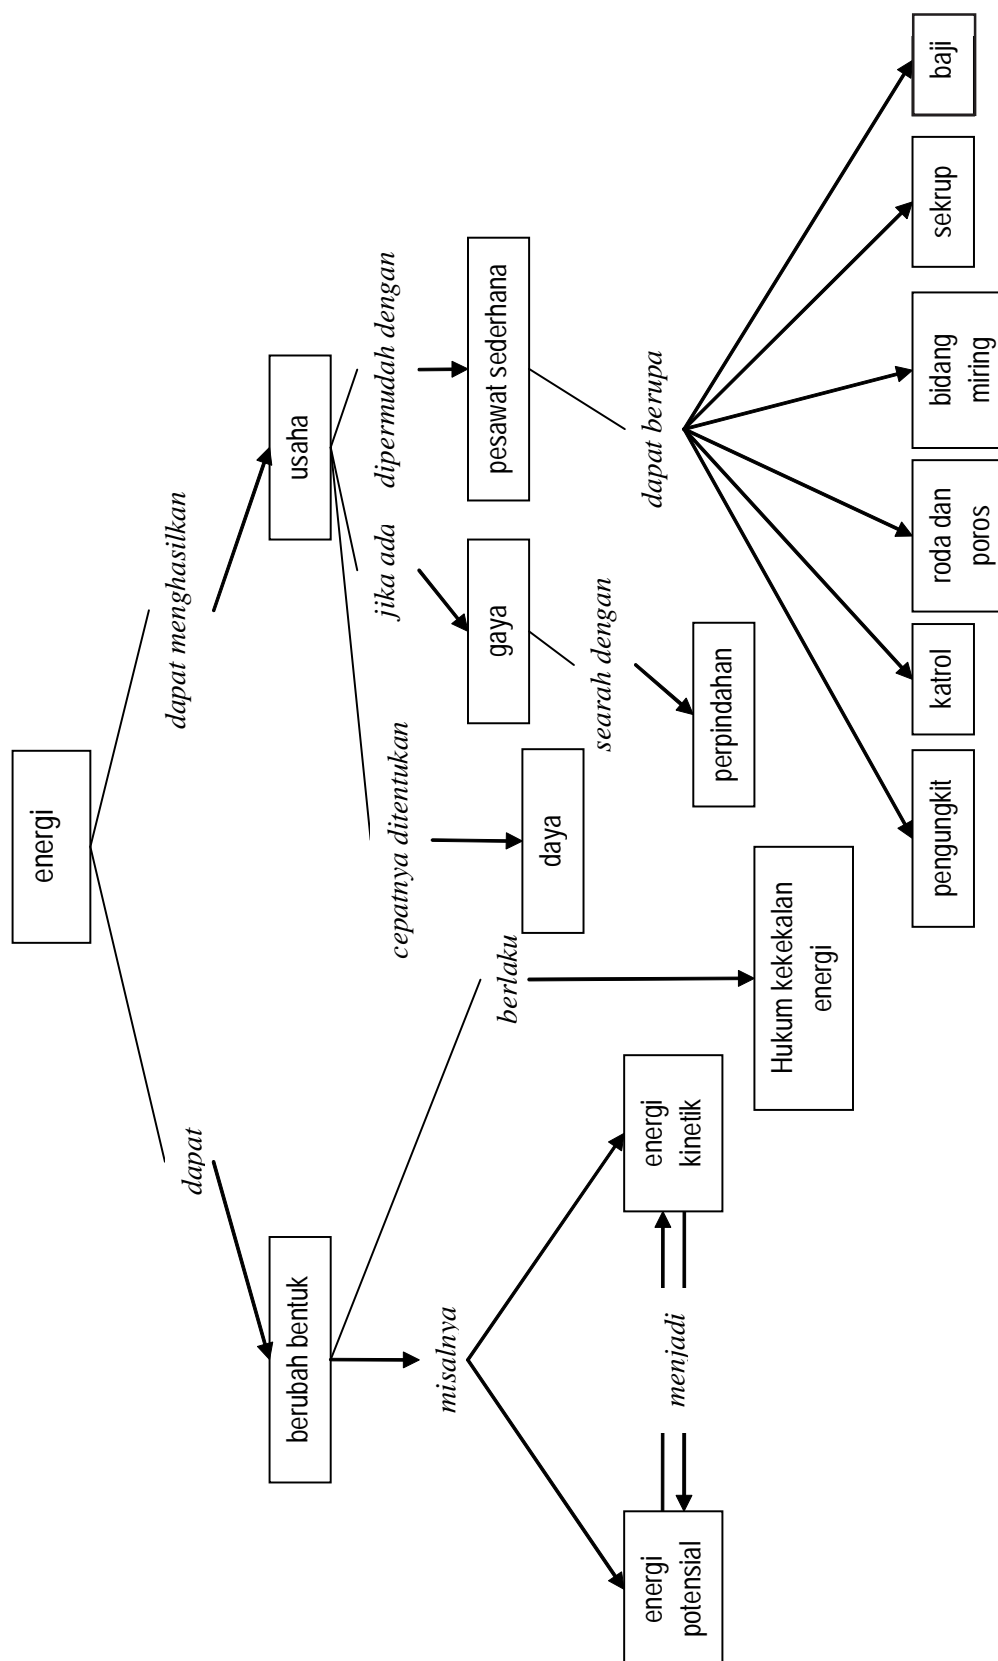 energi
dapat
dapat menghasilkan
berubah bentuk
usaha
misalnya
berlaku
cepatnya ditentukan
jika ada
dipermudah dengan
daya
gaya
pesawat sederhana
searah dengan
dapat berupa
energi
potensial
menjadi
energi
kinetik
Hukum kekekalan
energi
perpindahan
pengungkit
katrol
roda dan
poros
bidang
miring
sekrup
baji